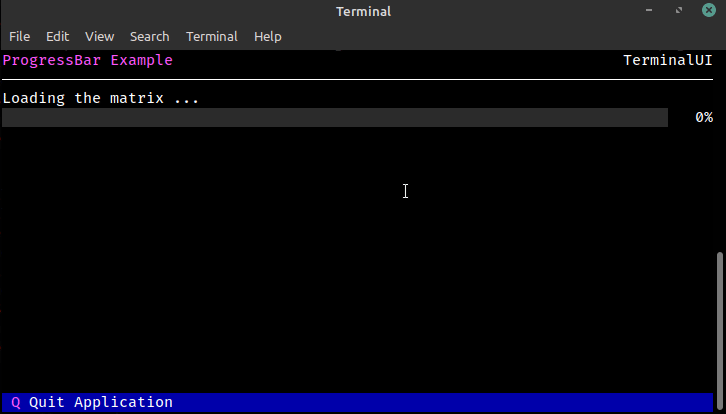 Terminal
File Edit View Search Terminal Help
ProgressBar Example TerminalUI
Loading the matrix ...
0%
Q Quit Application